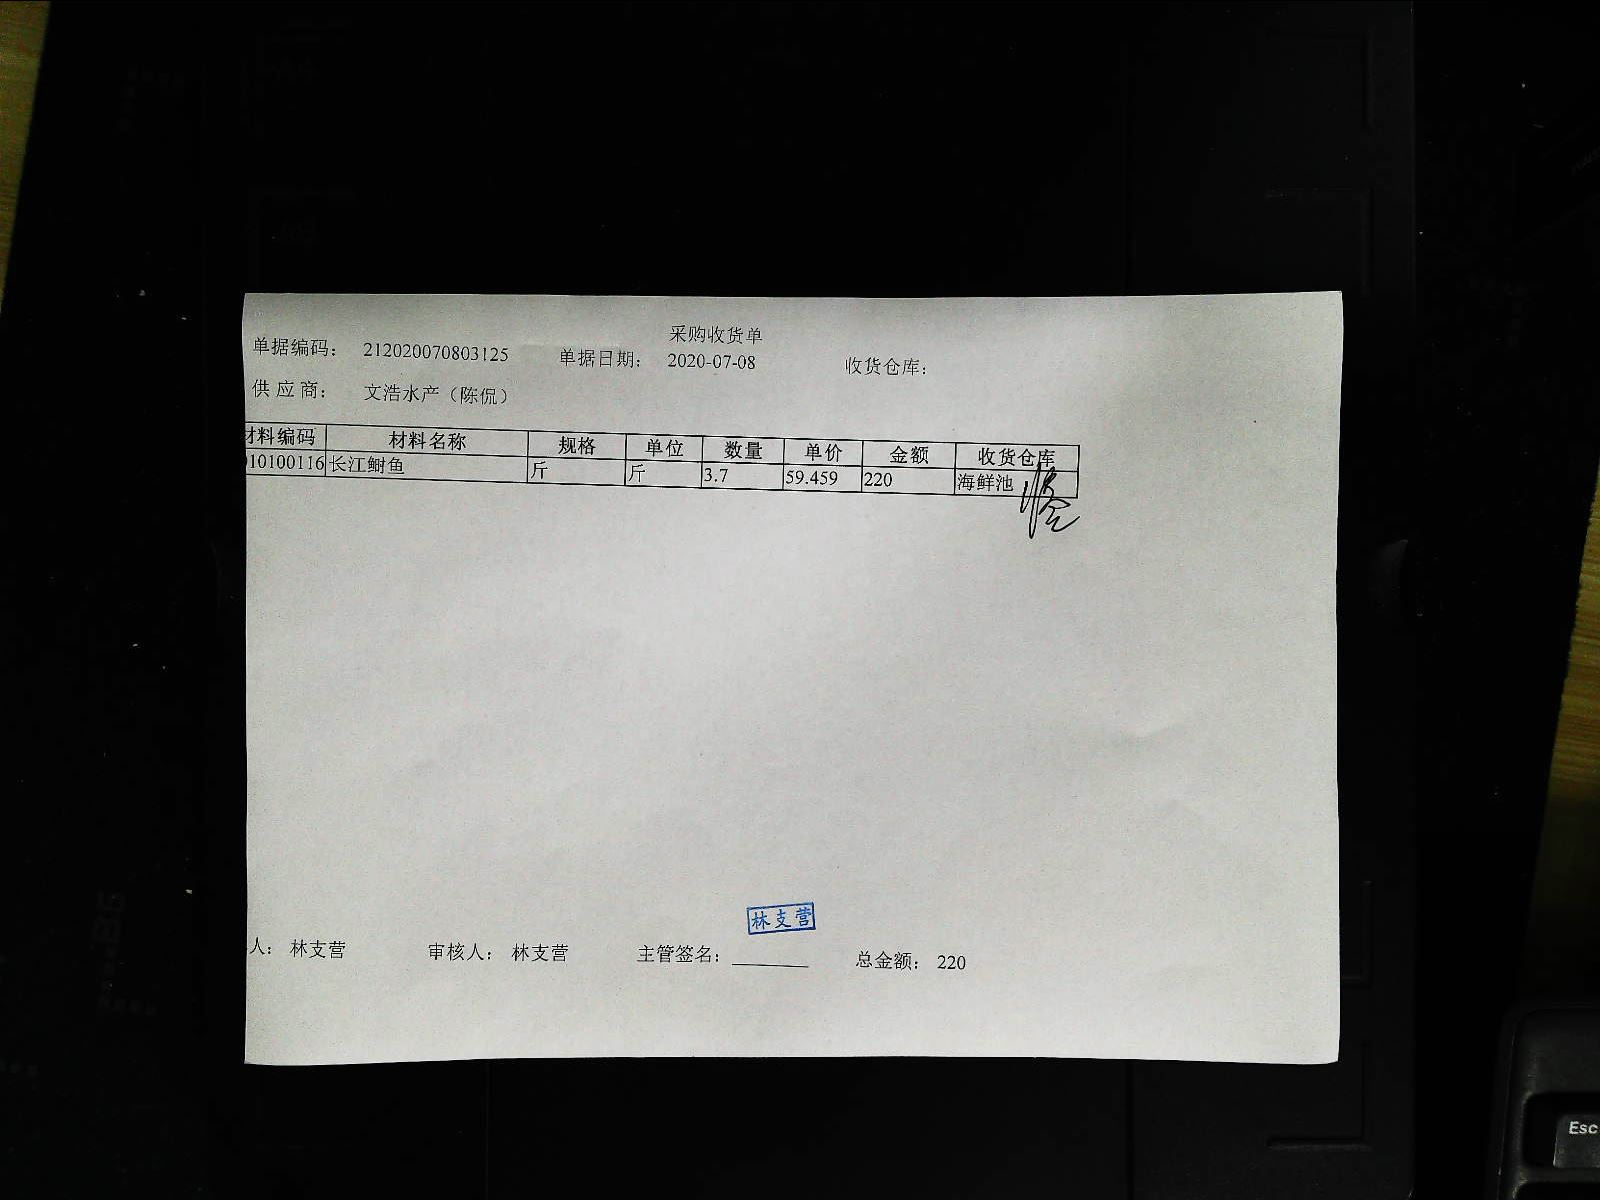 采购收货单
单据编码： 212020070803125 单据日期： 2020-07-08 收货仓库：
供应商： 文浩水产（陈侃）
材料编码 材料名称 规格 单位 数量 单价 金额 收货仓库
10100116 长江鲥鱼 斤 斤 3.7 59.459 220 海鲜池
林支营
人： 林支营 审核人： 林支营 主管签名： 总金额： 220
Esc